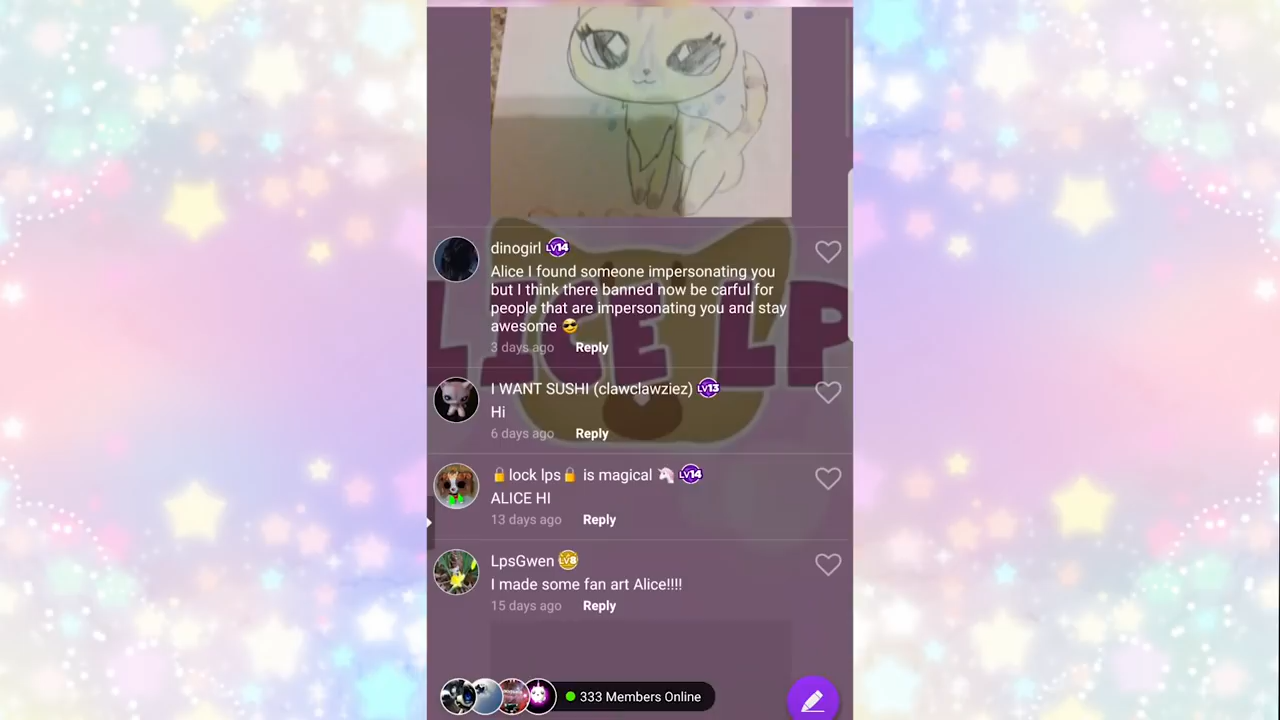 dinogirl LV14
Alice I found someone impersonating you
but I think there banned now be carful for
people that are impersonating you and stay
awesome 😎
3 days ago Reply
I WANT SUSHI (clawclawziez) LV13
Hi
6 days ago Reply
🔒lock lps🔒 is magical 🦄 LV14
ALICE HI
13 days ago Reply
LpsGwen LV8
I made some fan art Alice!!!!
15 days ago Reply
ALICE LP
333 Members Online